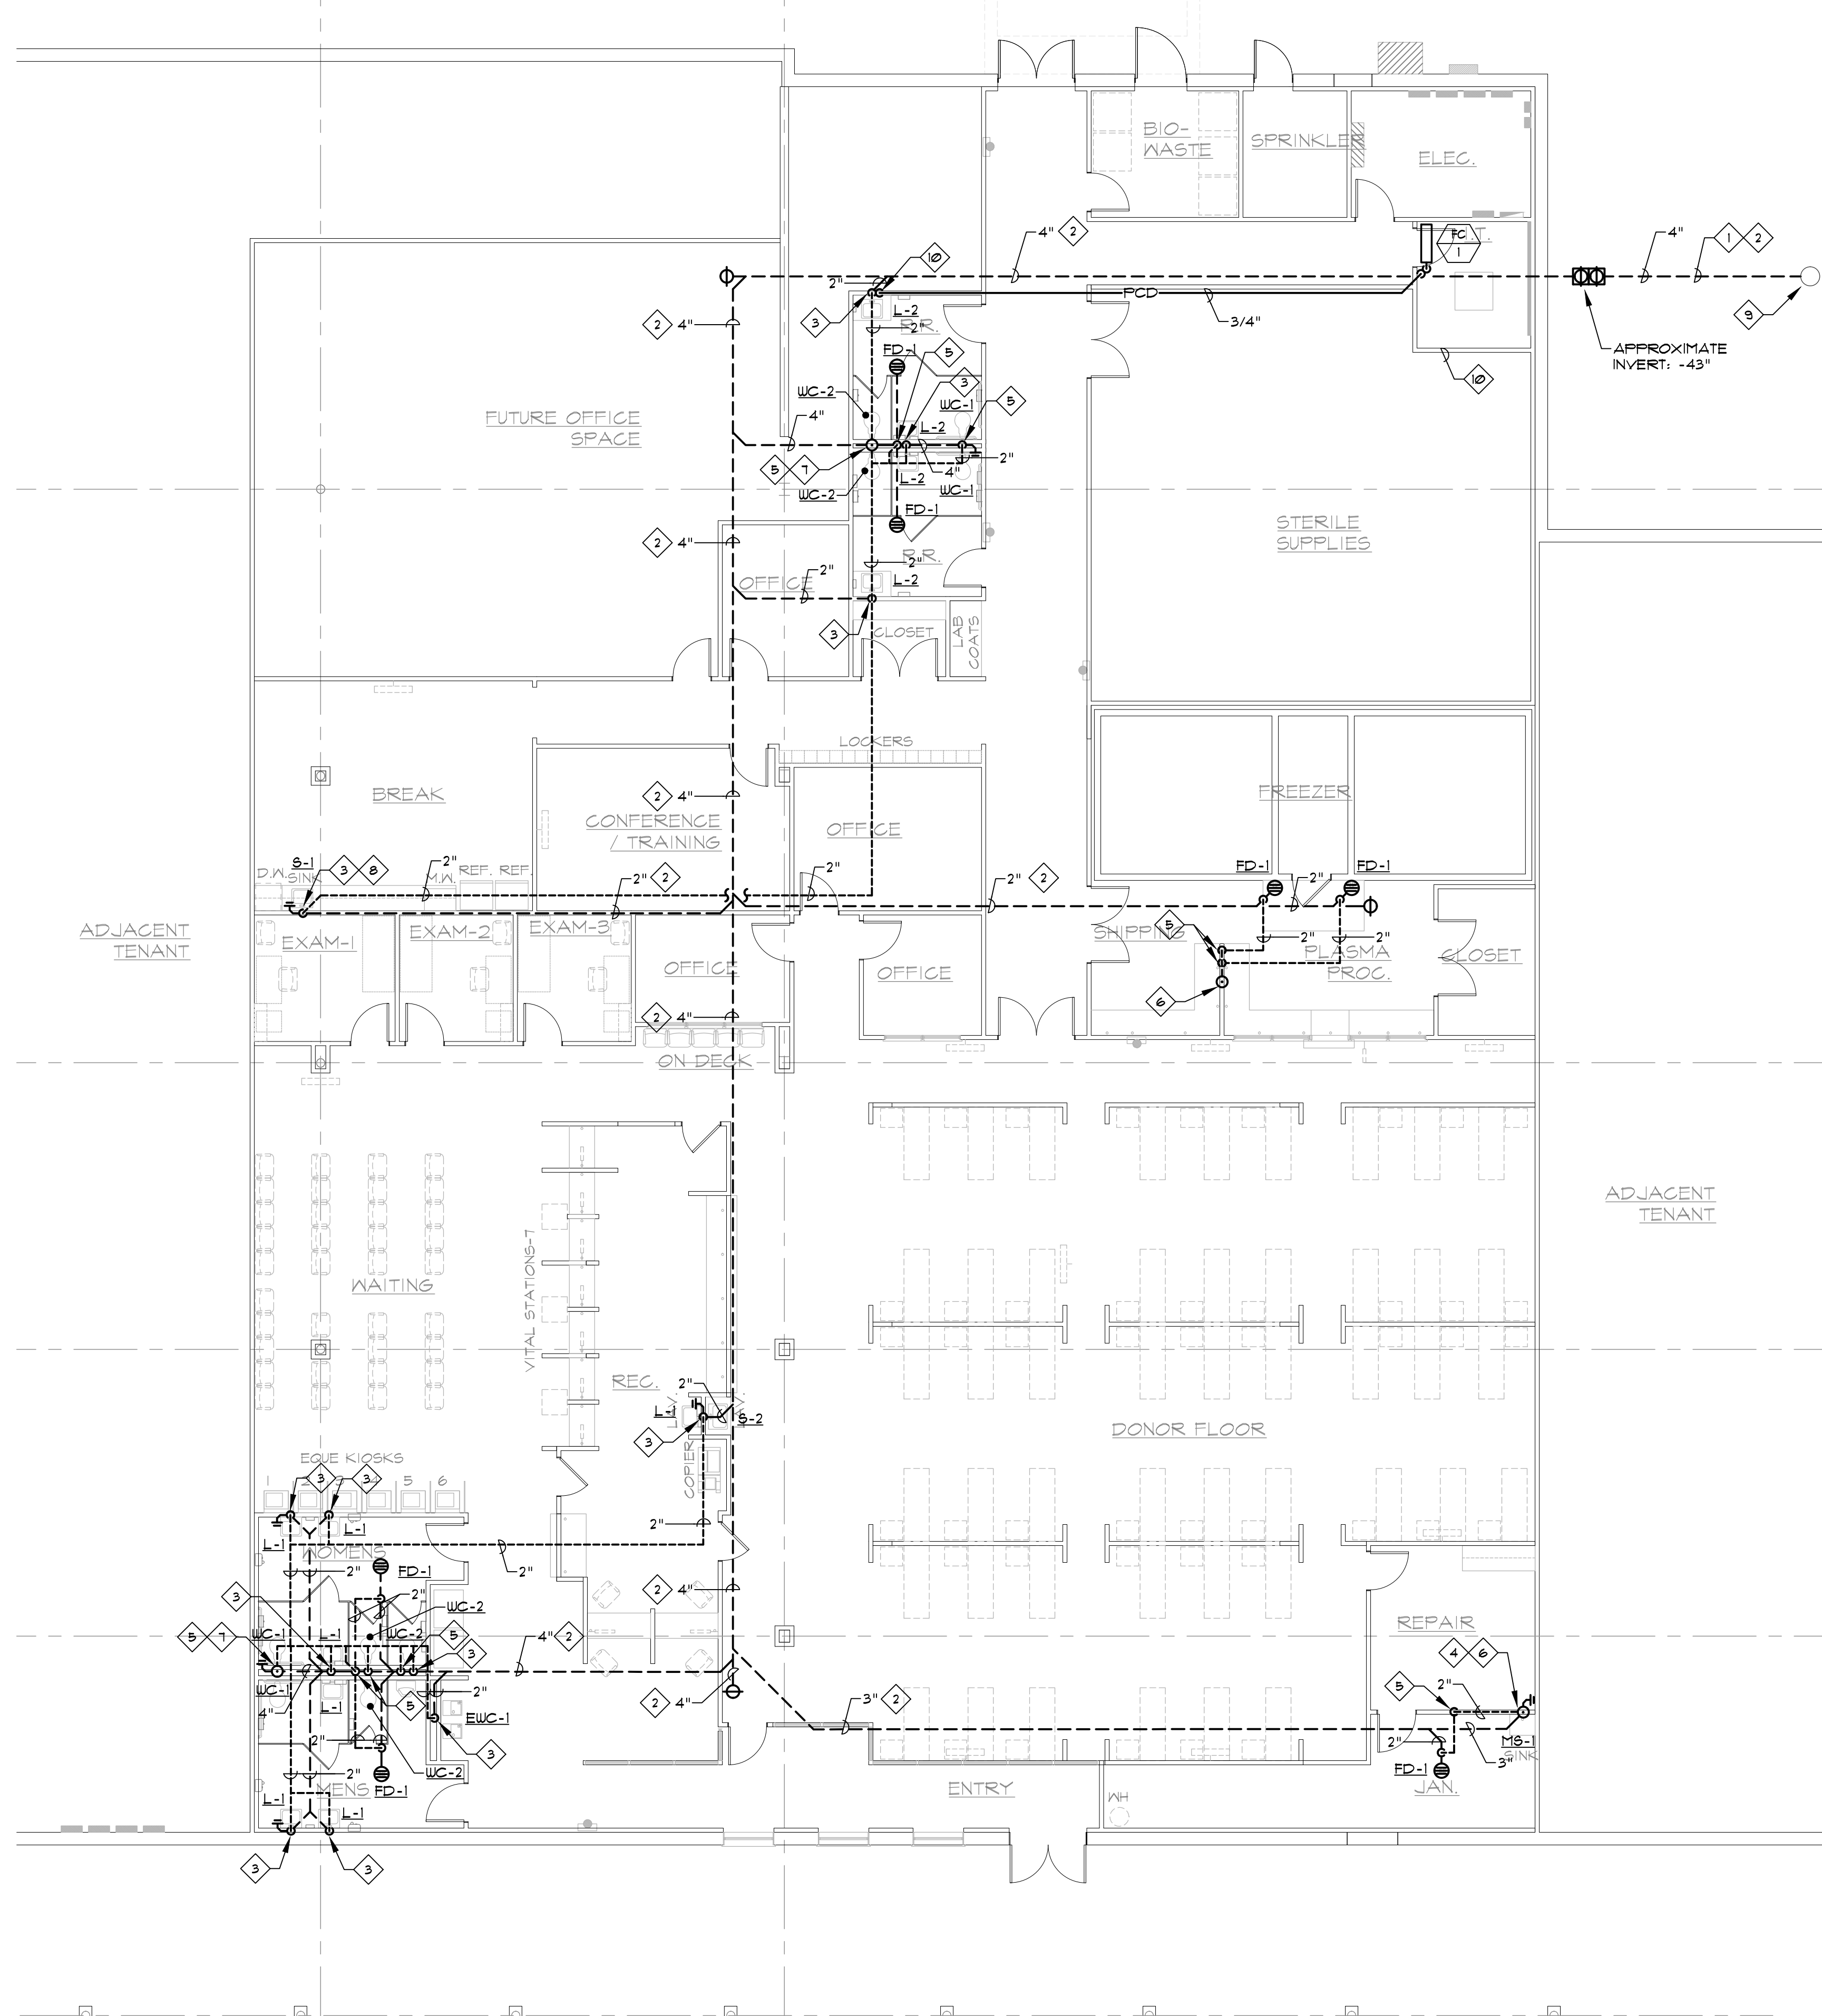 BIO-
WASTE
SPRINKLER
ELEC.
4" 2
FC I.T.
1
4" 1 2
10
2"
PCD
3/4"
9
APPROXIMATE
INVERT: -43"
10
2 4"
3
L-2
R.R.
2"
FD-1
5
3
WC-2
WC-1
5
4"
L-2
FUTURE OFFICE
SPACE
5 7
4"
2"
L-2
WC-2
WC-1
FD-1
STERILE
SUPPLIES
2 4"
R.R.
2"
2"
OFFICE
L-2
3
CLOSET
LAB
COATS
LOCKERS
BREAK
2 4"
CONFERENCE
/ TRAINING
OFFICE
FREEZER
S-1
D.W.
SINK
3 8
2"
M.W.
REF.
REF.
2" 2
2"
2" 2
FD-1
FD-1
2"
ADJACENT
TENANT
EXAM-1
EXAM-2
EXAM-3
OFFICE
OFFICE
SHIPPING
5
2"
2"
PLASMA
PROC.
CLOSET
6
2 4"
ON DECK
ADJACENT
TENANT
WAITING
VITAL STATIONS-7
REC.
2"
L-1
S-2
3
COPIER
DONOR FLOOR
EQUE KIOSKS
1
2
3
4
5
6
3
3
L-1
L-1
WOMENS
2"
2"
2"
FD-1
2"
3
WC-2
2 4"
REPAIR
5 7
WC-1
L-1
WC-2
5
3
4" 2
4 6
WC-1
4"
L-1
5
2"
EWC-1
3
2 4"
3" 2
5
2"
2"
MS-1
SINK
3"
2"
2"
WC-2
FD-1
MENS
L-1
L-1
FD-1
JAN.
ENTRY
WH
3
3